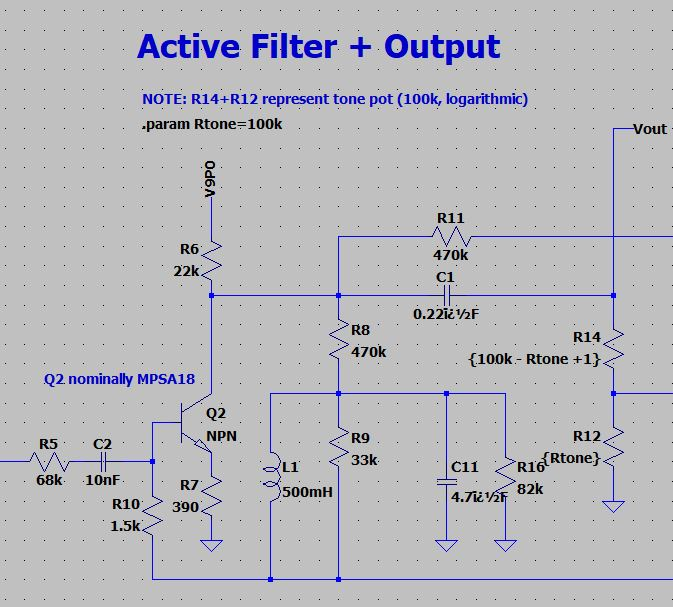 Active Filter + Output
NOTE: R14+R12 represent tone pot (100k, logarithmic)
.param Rtone=100k
Vout
V9P0
R11
470k
R6
22k
C1
0.22ï¿½F
R8
470k
R14
{100k - Rtone +1}
Q2 nominally MPSA18
Q2
NPN
R5
68k
C2
10nF
R9
33k
R12
{Rtone}
L1
500mH
C11
4.7ï¿½F
R16
82k
R7
390
R10
1.5k